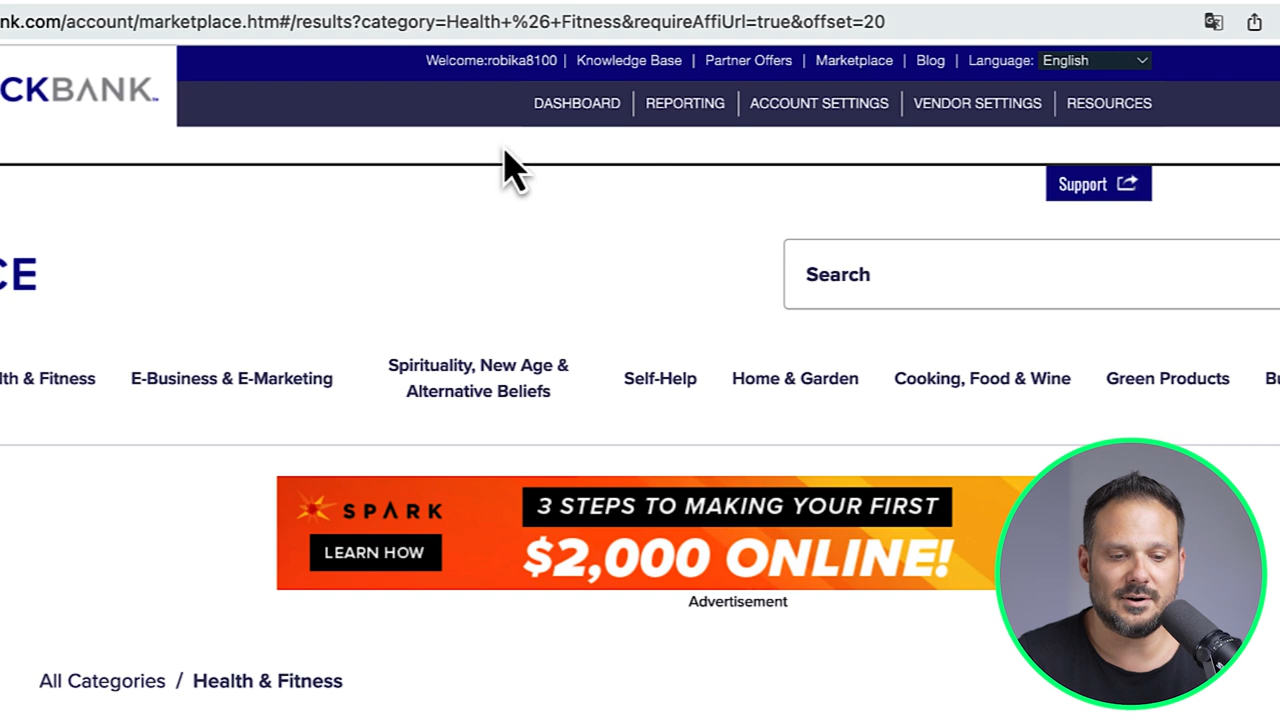 nk.com/account/marketplace.htm#/results?category=Health+%26+Fitness&requireAffiUrl=true&offset=20
Welcome:robika8100 | Knowledge Base | Partner Offers | Marketplace | Blog | Language: English
CKBANK
DASHBOARD | REPORTING | ACCOUNT SETTINGS | VENDOR SETTINGS | RESOURCES
Support
CE
Search
lth & Fitness
E-Business & E-Marketing
Spirituality, New Age &
Alternative Beliefs
Self-Help
Home & Garden
Cooking, Food & Wine
Green Products
Bu
SPARK
LEARN HOW
3 STEPS TO MAKING YOUR FIRST
$2,000 ONLINE!
Advertisement
All Categories / Health & Fitness